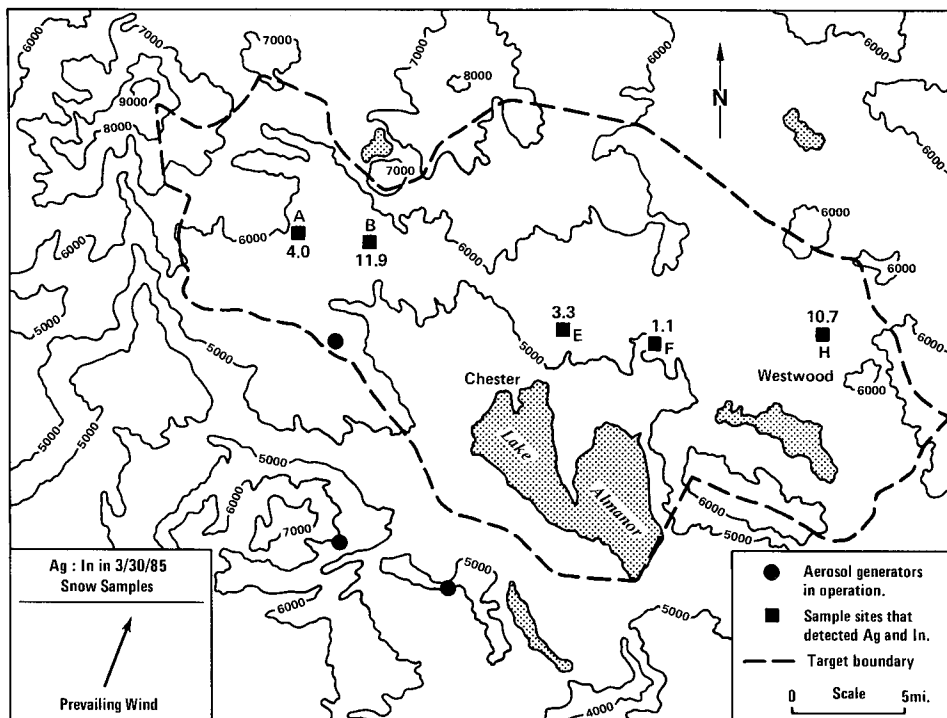 6000
7000
7000
7000
8000
9000
8000
7000
N
6000
6000
6000
A
4.0
B
11.9
6000
6000
6000
6000
5000
3.3
E
1.1
F
10.7
H
Westwood
6000
6000
5000
Chester
Lake
Almanor
5000
5000
6000
7000
6000
5000
5000
6000
5000
4000
5000
Ag : In in 3/30/85
Snow Samples
Prevailing Wind
Aerosol generators
in operation.
Sample sites that
detected Ag and In.
Target boundary
0 Scale 5mi.